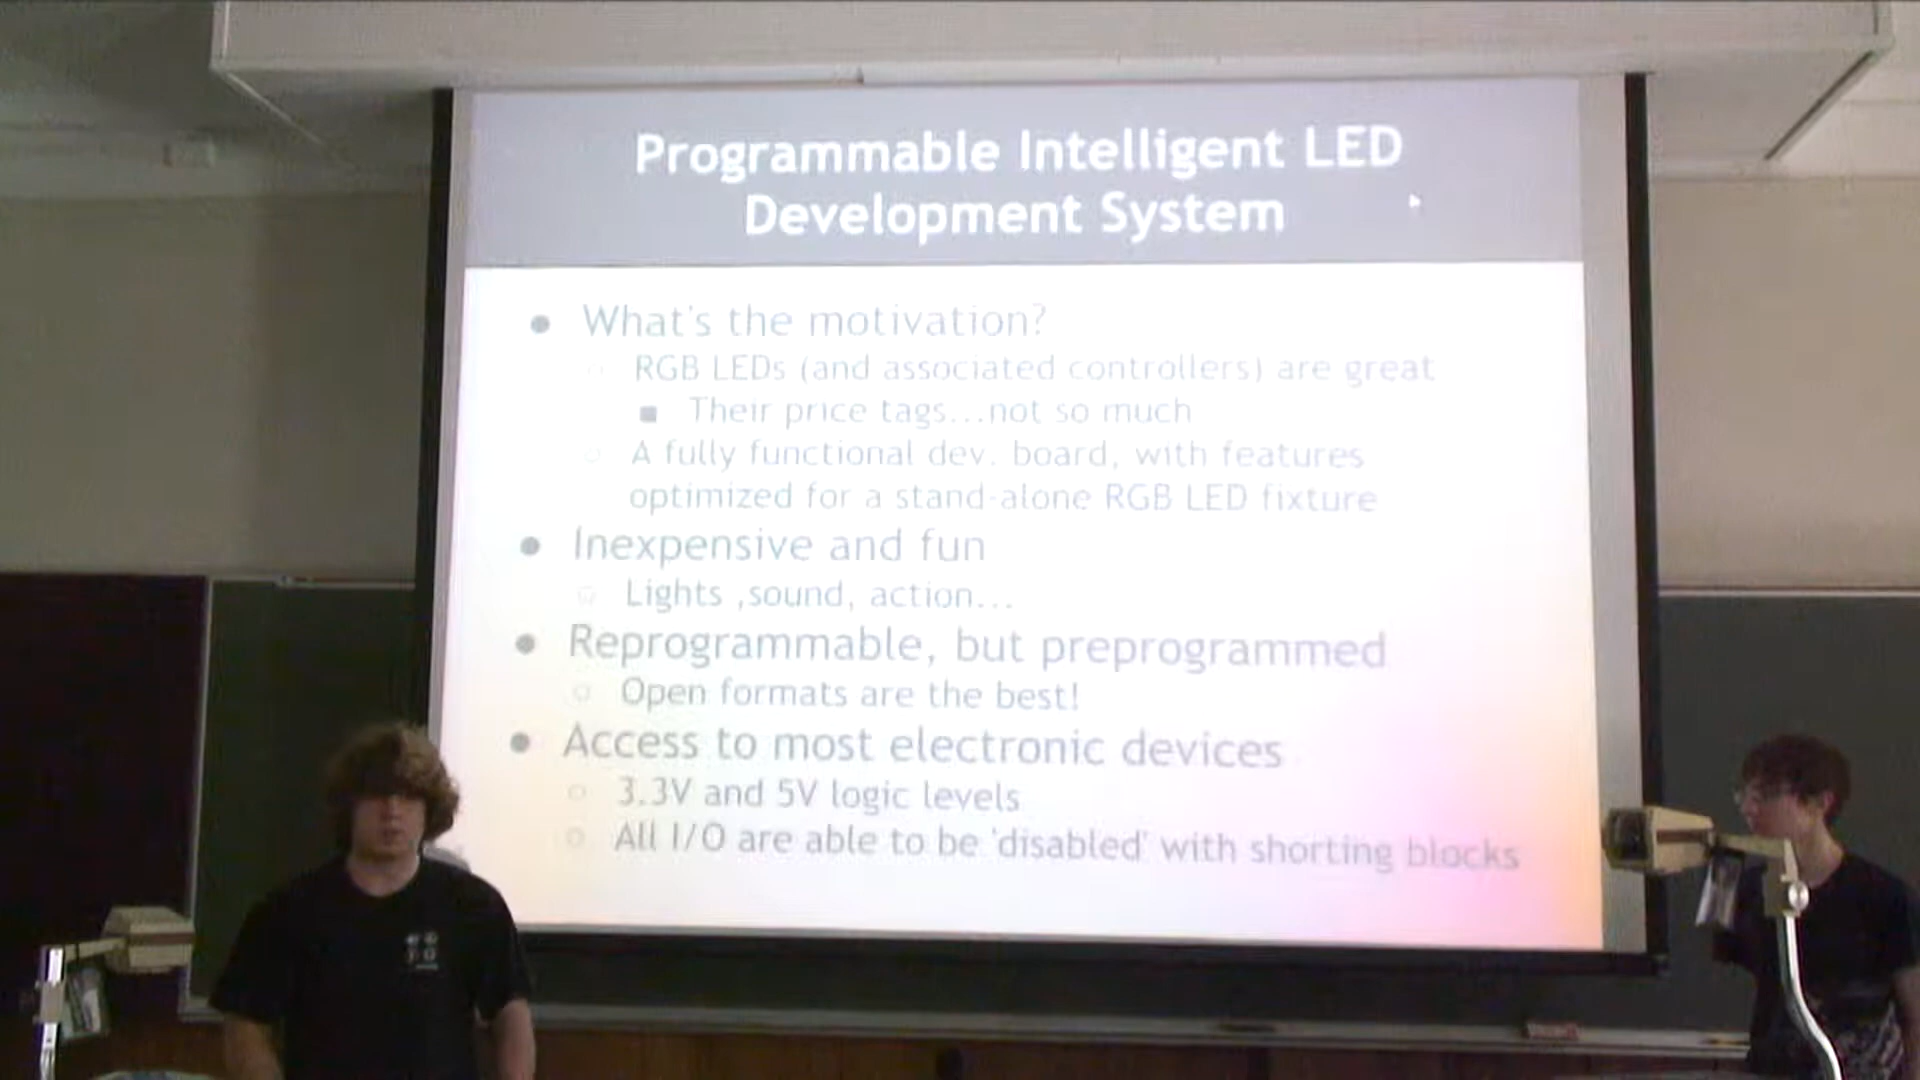 Programmable Intelligent LED
Development System
What's the motivation?
RGB LEDs (and associated controllers) are great
Their price tags...not so much
A fully functional dev. board, with features
optimized for a stand-alone RGB LED fixture
Inexpensive and fun
Lights ,sound, action...
Reprogrammable, but preprogrammed
Open formats are the best!
Access to most electronic devices
3.3V and 5V logic levels
All I/O are able to be 'disabled' with shorting blocks